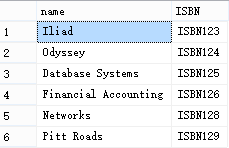 name ISBN
1 Iliad ISBN123
2 Odyssey ISBN124
3 Database Systems ISBN125
4 Financial Accounting ISBN126
5 Networks ISBN128
6 Pitt Roads ISBN129